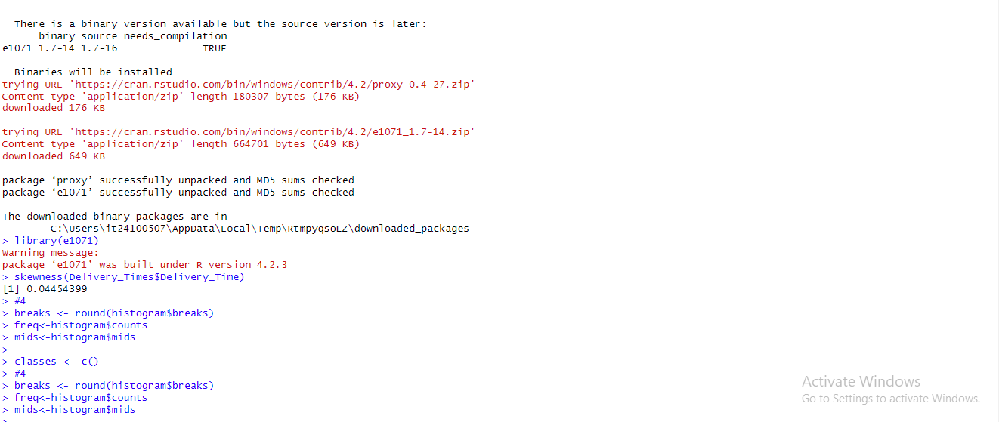 There is a binary version available but the source version is later:
binary source needs_compilation
e1071 1.7-14 1.7-16 TRUE
Binaries will be installed
trying URL 'https://cran.rstudio.com/bin/windows/contrib/4.2/proxy_0.4-27.zip'
Content type 'application/zip' length 180307 bytes (176 KB)
downloaded 176 KB
trying URL 'https://cran.rstudio.com/bin/windows/contrib/4.2/e1071_1.7-14.zip'
Content type 'application/zip' length 664701 bytes (649 KB)
downloaded 649 KB
package ‘proxy’ successfully unpacked and MD5 sums checked
package ‘e1071’ successfully unpacked and MD5 sums checked
The downloaded binary packages are in
C:\Users\it24100507\AppData\Local\Temp\RtmpyqsoEZ\downloaded_packages
> library(e1071)
Warning message:
package ‘e1071’ was built under R version 4.2.3
> skewness(Delivery_Times$Delivery_Time)
[1] 0.04454399
> #4
> breaks <- round(histogram$breaks)
> freq<-histogram$counts
> mids<-histogram$mids
>
> classes <- c()
> #4
> breaks <- round(histogram$breaks)
> freq<-histogram$counts
> mids<-histogram$mids
>
Activate Windows
Go to Settings to activate Windows.